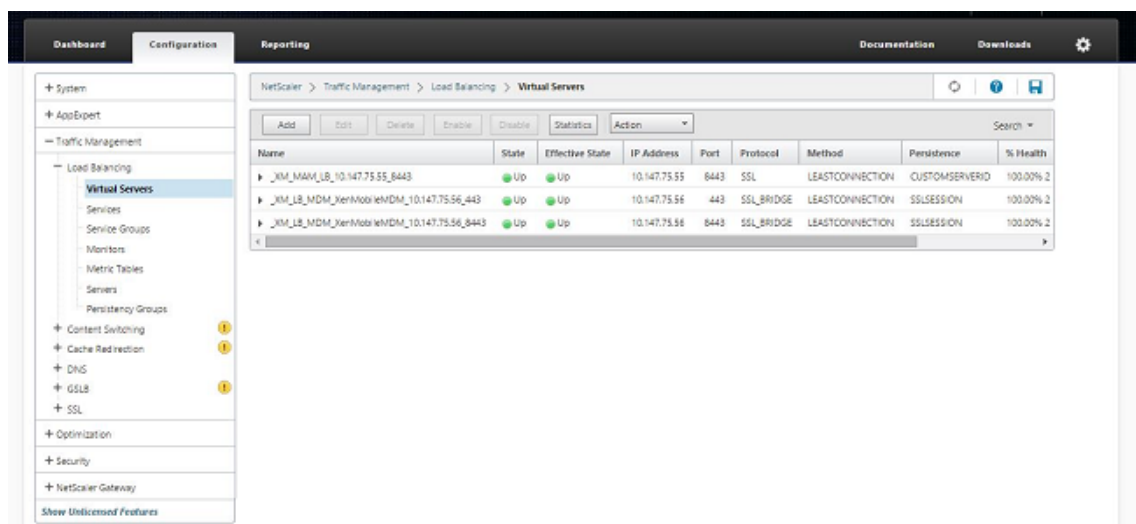 Dashboard Configuration Reporting Documentation Downloads
+ System
+ AppExpert
— Traffic Management
— Load Balancing
Virtual Servers
Services
Service Groups
Monitors
Metric Tables
Servers
Persistency Groups
+ Content Switching
+ Cache Redirection
+ DNS
+ GSLB
+ SSL
+ Optimization
+ Security
+ NetScaler Gateway
Show Unlicensed Features
NetScaler > Traffic Management > Load Balancing > Virtual Servers
Add Edit Delete Enable Disable Statistics Action Search
Name State Effective State IP Address Port Protocol Method Persistence % Health
_XM_MAM_LB_10.147.75.55_8443 Up Up 10.147.75.55 8443 SSL LEASTCONNECTION CUSTOMSERVERID 100.00% 2
_XM_LB_MDM_XenMobileMDM_10.147.75.56_443 Up Up 10.147.75.56 443 SSL_BRIDGE LEASTCONNECTION SSLSESSION 100.00% 2
_XM_LB_MDM_XenMobileMDM_10.147.75.56_8443 Up Up 10.147.75.56 8443 SSL_BRIDGE LEASTCONNECTION SSLSESSION 100.00% 2